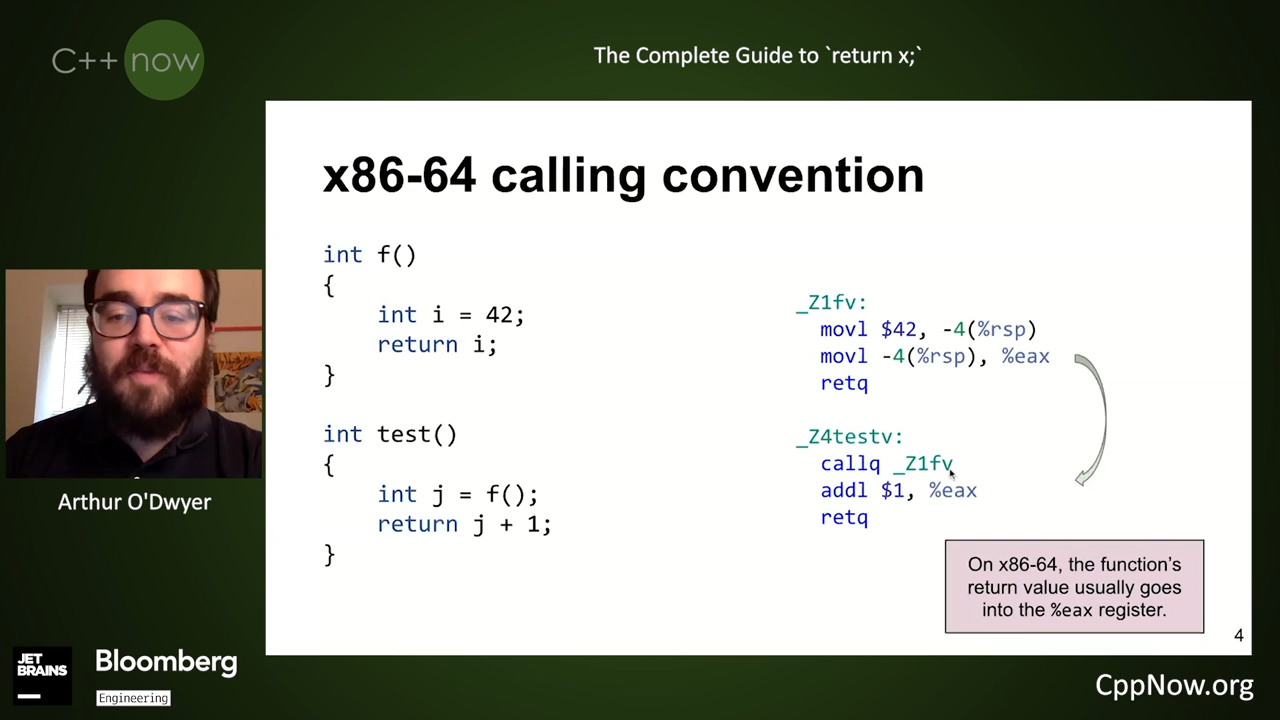 C++ now
The Complete Guide to `return x;`
x86-64 calling convention
int f()
{
    int i = 42;
    return i;
}
int test()
{
    int j = f();
    return j + 1;
}
_Z1fv:
  movl $42, -4(%rsp)
  movl -4(%rsp), %eax
  retq
_Z4testv:
  callq _Z1fv
  addl $1, %eax
  retq
On x86-64, the function’s
return value usually goes
into the %eax register.
4
Arthur O'Dwyer
JET
BRAINS
Bloomberg
Engineering
CppNow.org